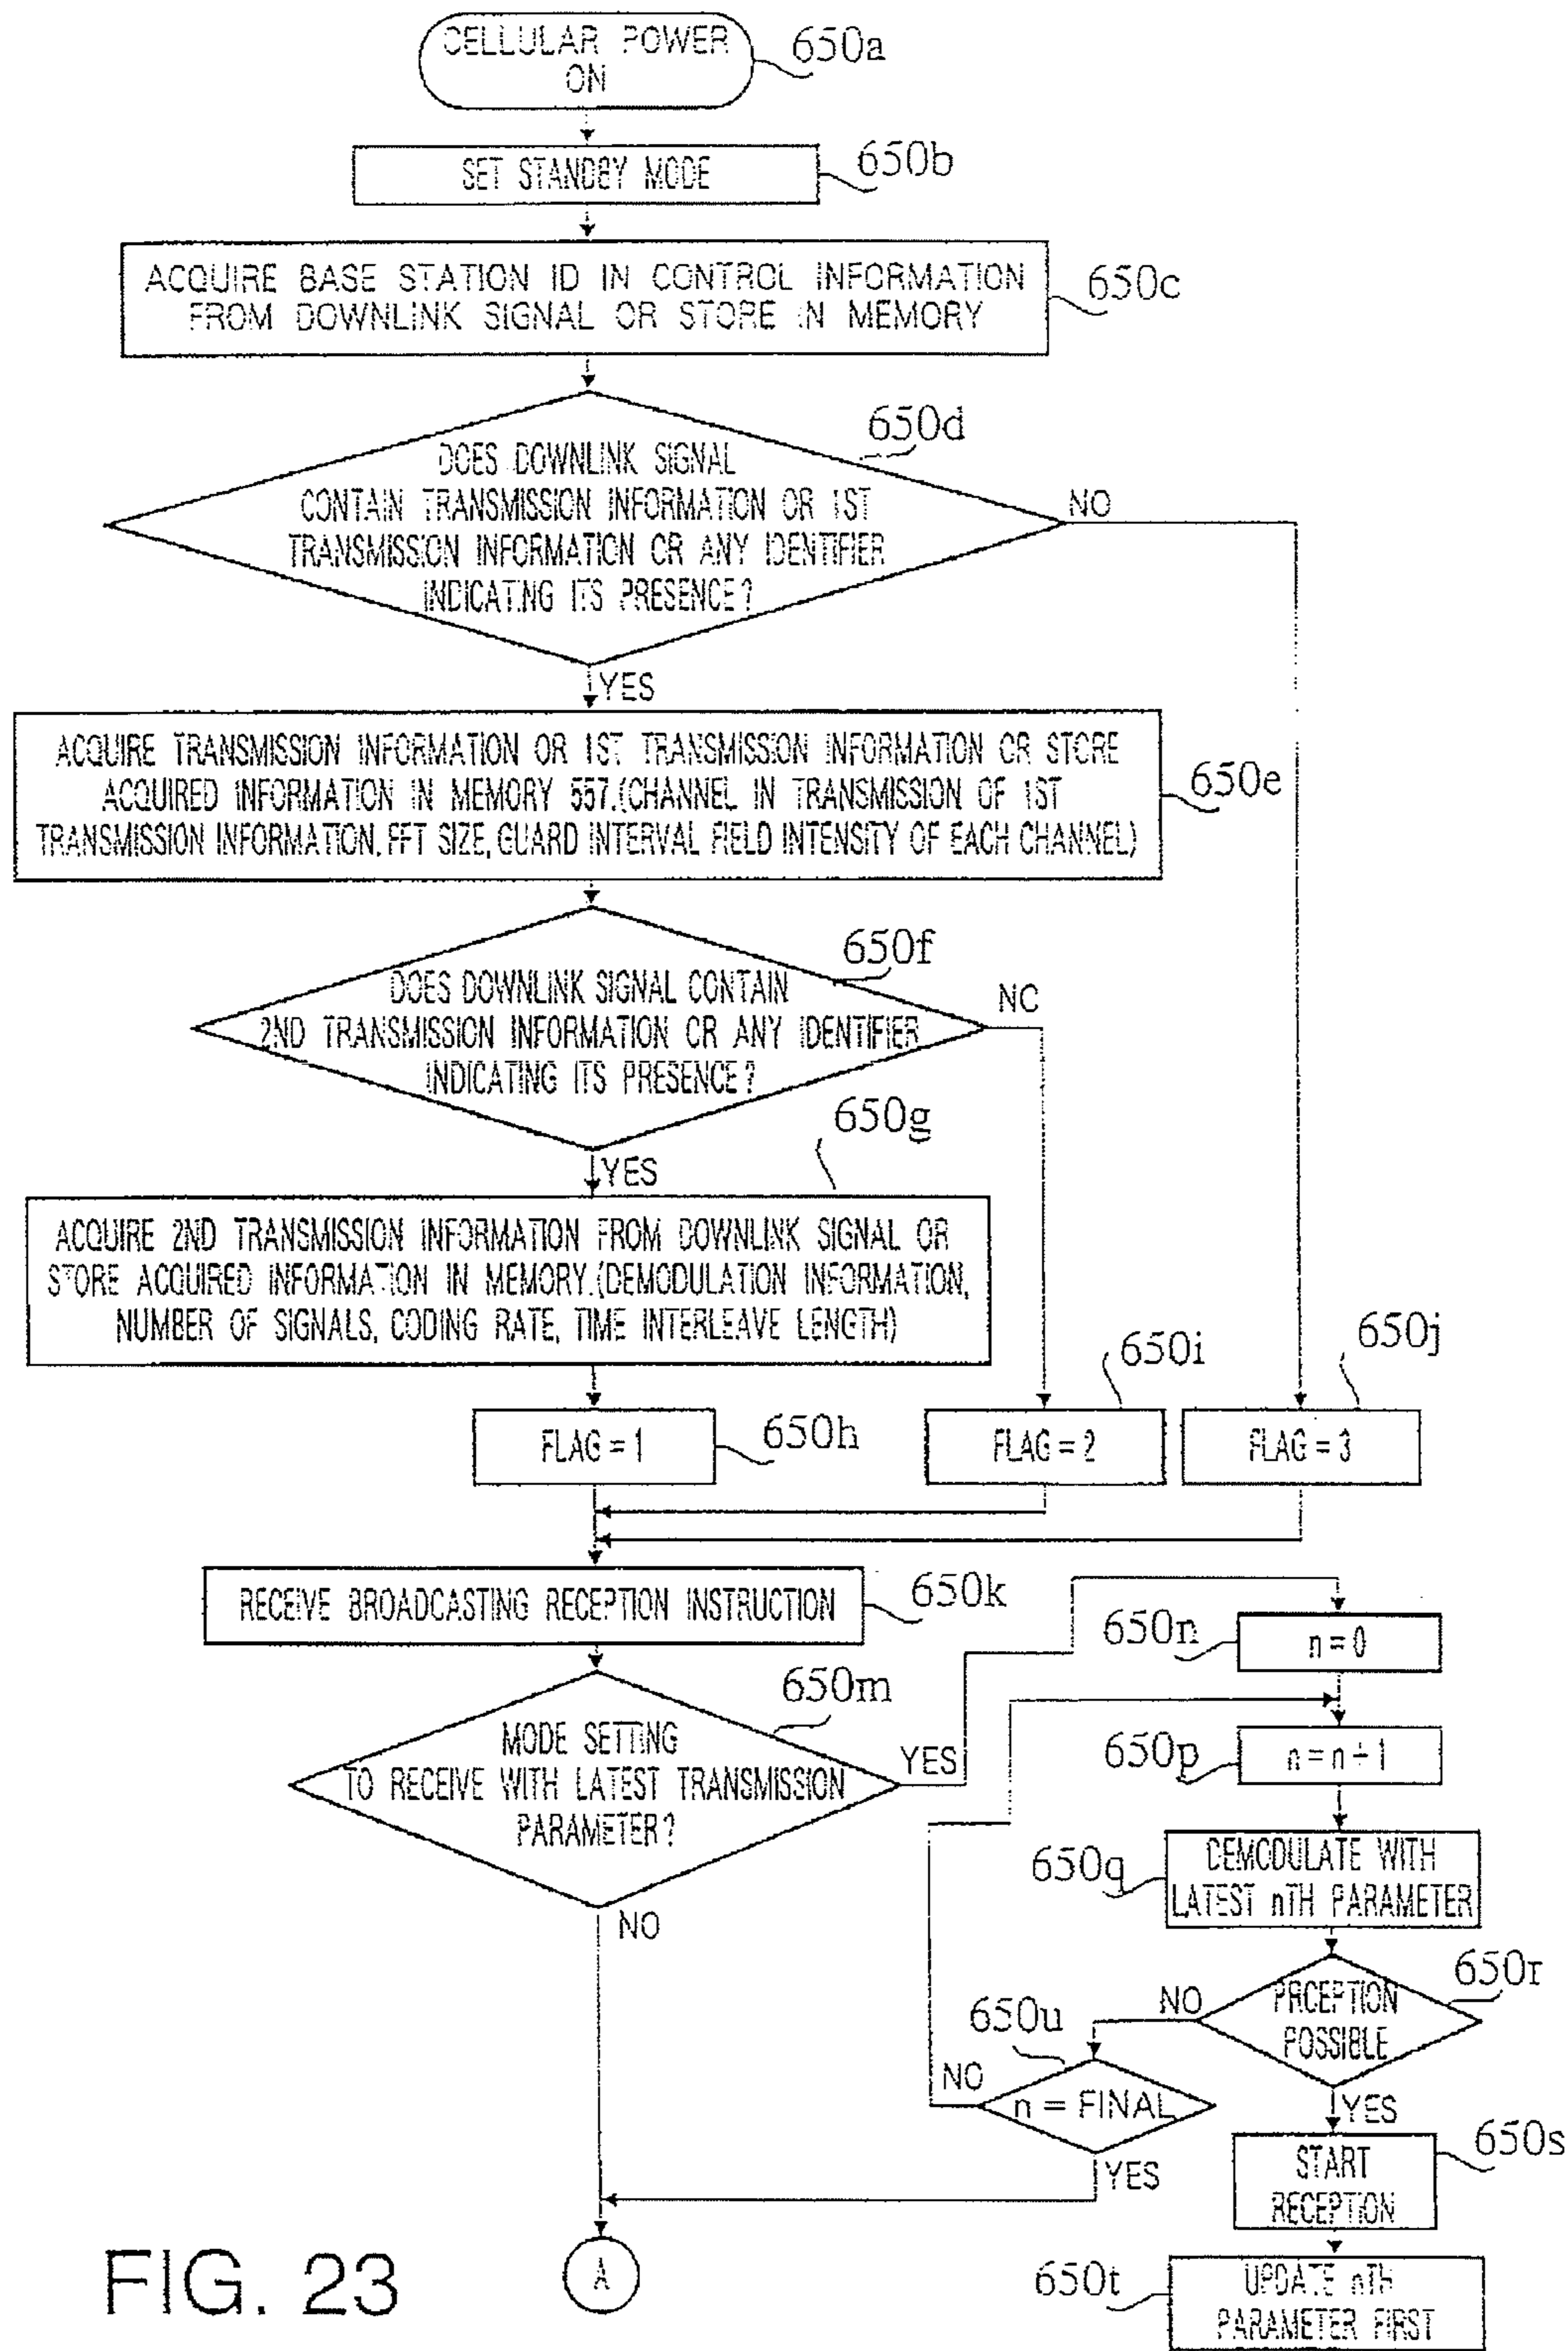 CELLULAR POWER
ON
650a
SET STANDBY MODE
650b
ACQUIRE BASE STATION ID IN CONTROL INFORMATION
FROM DOWNLINK SIGNAL OR STORE IN MEMORY
650c
650d
DOES DOWNLINK SIGNAL
CONTAIN TRANSMISSION INFORMATION OR 1ST
TRANSMISSION INFORMATION OR ANY IDENTIFIER
INDICATING ITS PRESENCE?
NO
YES
ACQUIRE TRANSMISSION INFORMATION OR 1ST TRANSMISSION INFORMATION OR STORE
ACQUIRED INFORMATION IN MEMORY 557.(CHANNEL IN TRANSMISSION OF 1ST
TRANSMISSION INFORMATION, FFT SIZE, GUARD INTERVAL FIELD INTENSITY OF EACH CHANNEL)
650e
650f
DOES DOWNLINK SIGNAL CONTAIN
2ND TRANSMISSION INFORMATION OR ANY IDENTIFIER
INDICATING ITS PRESENCE?
NO
YES
650g
ACQUIRE 2ND TRANSMISSION INFORMATION FROM DOWNLINK SIGNAL OR
STORE ACQUIRED INFORMATION IN MEMORY.(DEMODULATION INFORMATION,
NUMBER OF SIGNALS, CODING RATE, TIME INTERLEAVE LENGTH)
FLAG = 1
650h
FLAG = 2
650i
FLAG = 3
650j
RECEIVE BROADCASTING RECEPTION INSTRUCTION
650k
650m
MODE SETTING
TO RECEIVE WITH LATEST TRANSMISSION
PARAMETER?
YES
NO
650n
n = 0
650p
n = n + 1
650q
DEMODULATE WITH
LATEST nTH PARAMETER
650r
PRCEPTION
POSSIBLE
NO
YES
650u
n = FINAL
NO
YES
650s
START
RECEPTION
650t
UPDATE nTH
PARAMETER FIRST
A
FIG. 23